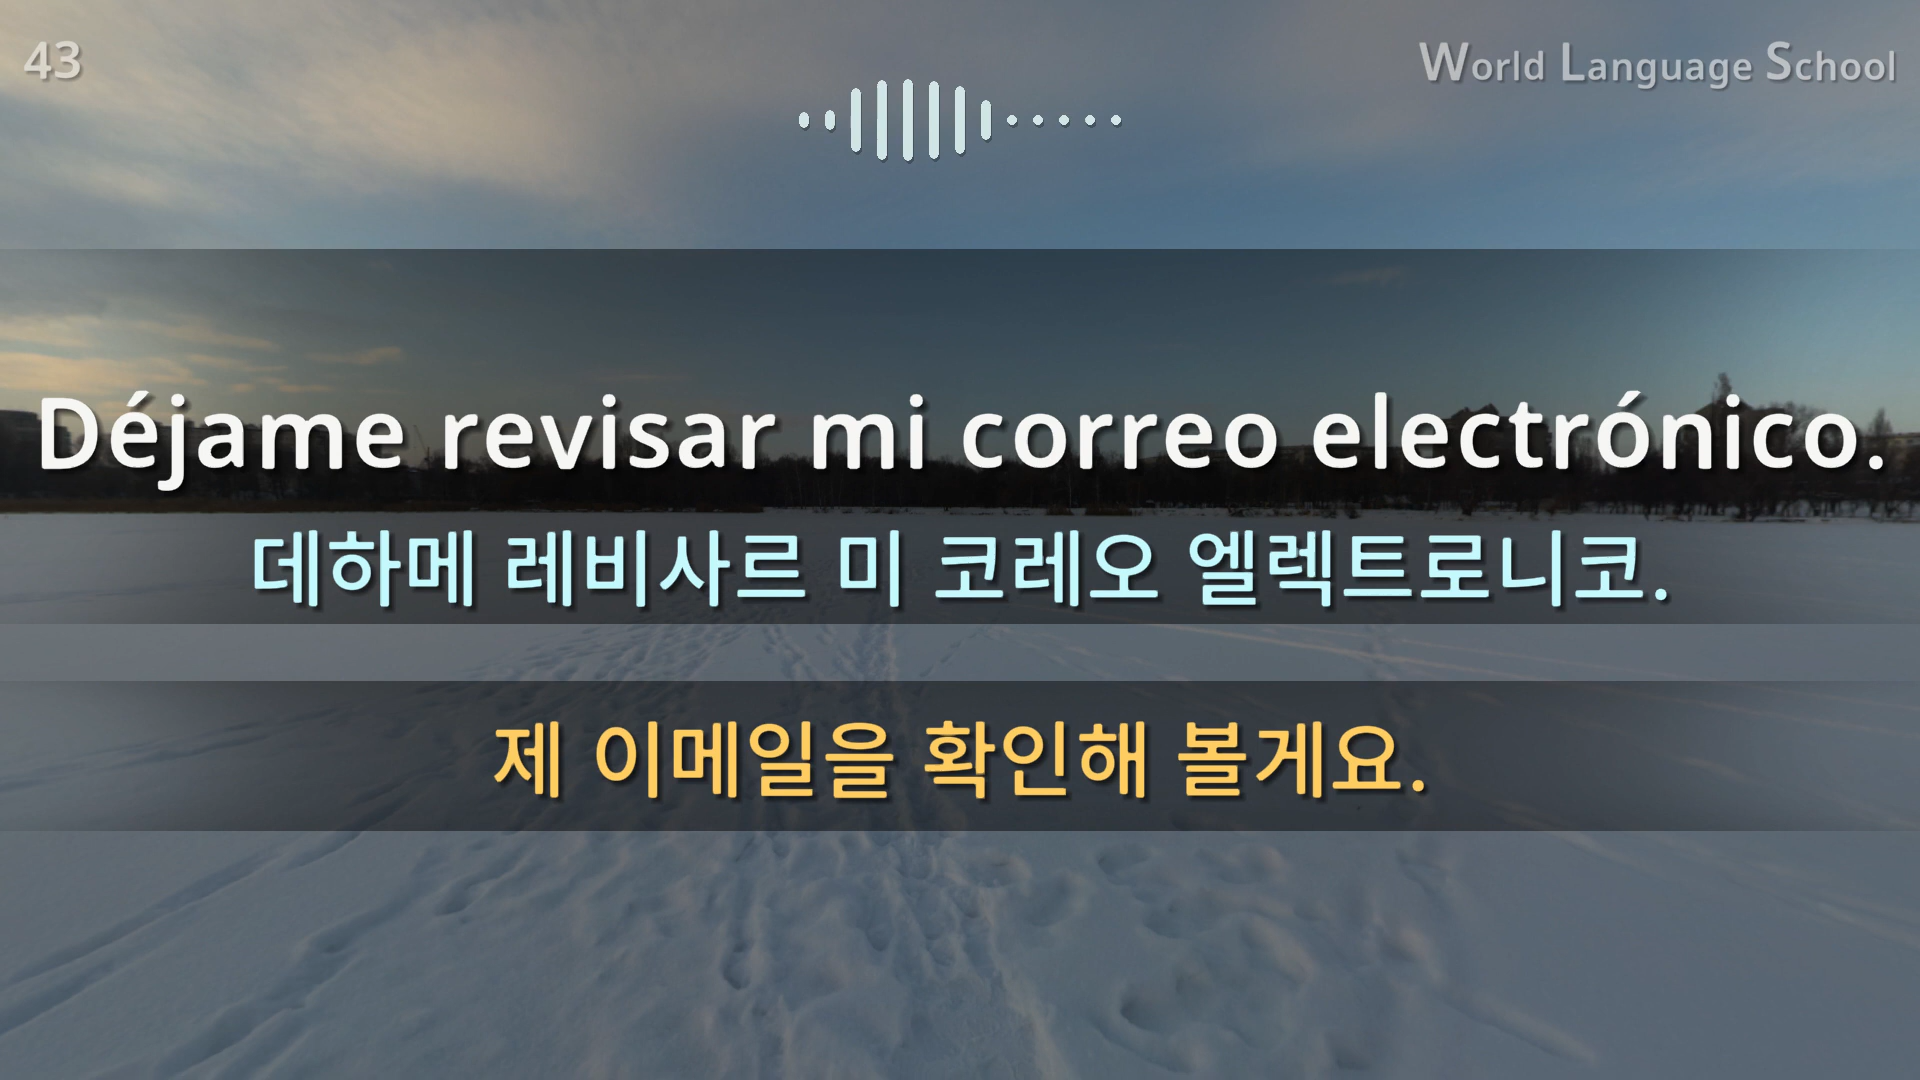 43
World Language School
Déjame revisar mi correo electrónico.
데하메 레비사르 미 코레오 엘렉트로니코.
제 이메일을 확인해 볼게요.